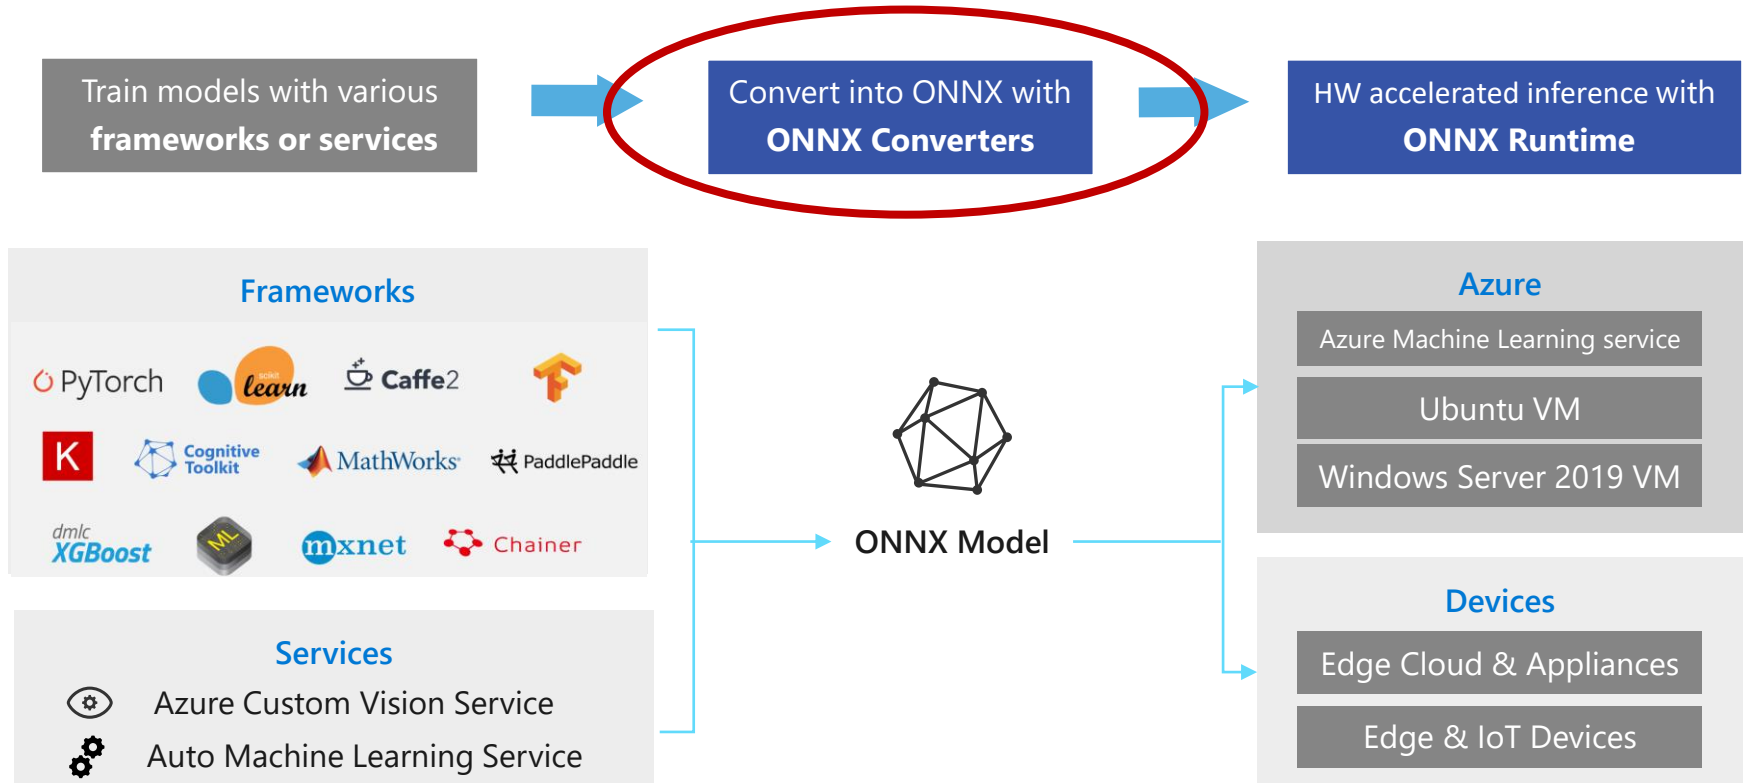 Train models with various
frameworks or services
Convert into ONNX with
ONNX Converters
HW accelerated inference with
ONNX Runtime
Frameworks
PyTorch
scikit
learn
Caffe2
K
Cognitive
Toolkit
MathWorks
PaddlePaddle
dmlc
XGBoost
ML
mxnet
Chainer
Services
Azure Custom Vision Service
Auto Machine Learning Service
ONNX Model
Azure
Azure Machine Learning service
Ubuntu VM
Windows Server 2019 VM
Devices
Edge Cloud & Appliances
Edge & IoT Devices